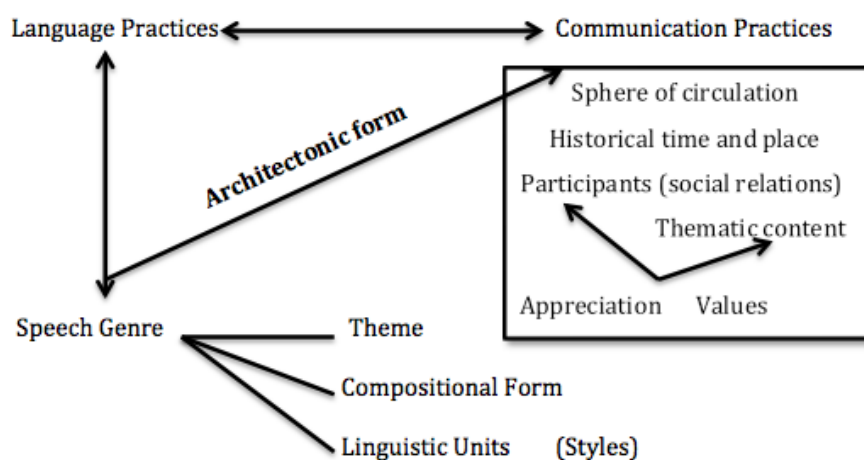 Language Practices
Communication Practices
Sphere of circulation
Historical time and place
Architectonic form
Participants (social relations)
Thematic content
Appreciation Values
Speech Genre
Theme
Compositional Form
Linguistic Units (Styles)